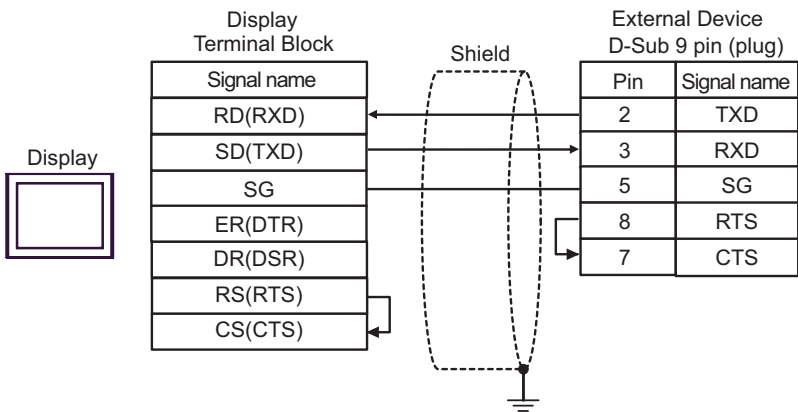 Display
Terminal Block
Shield
External Device
D-Sub 9 pin (plug)
Signal name
Pin Signal name
RD(RXD) 2 TXD
SD(TXD) 3 RXD
SG 5 SG
ER(DTR) 8 RTS
DR(DSR) 7 CTS
RS(RTS)
CS(CTS)
Display